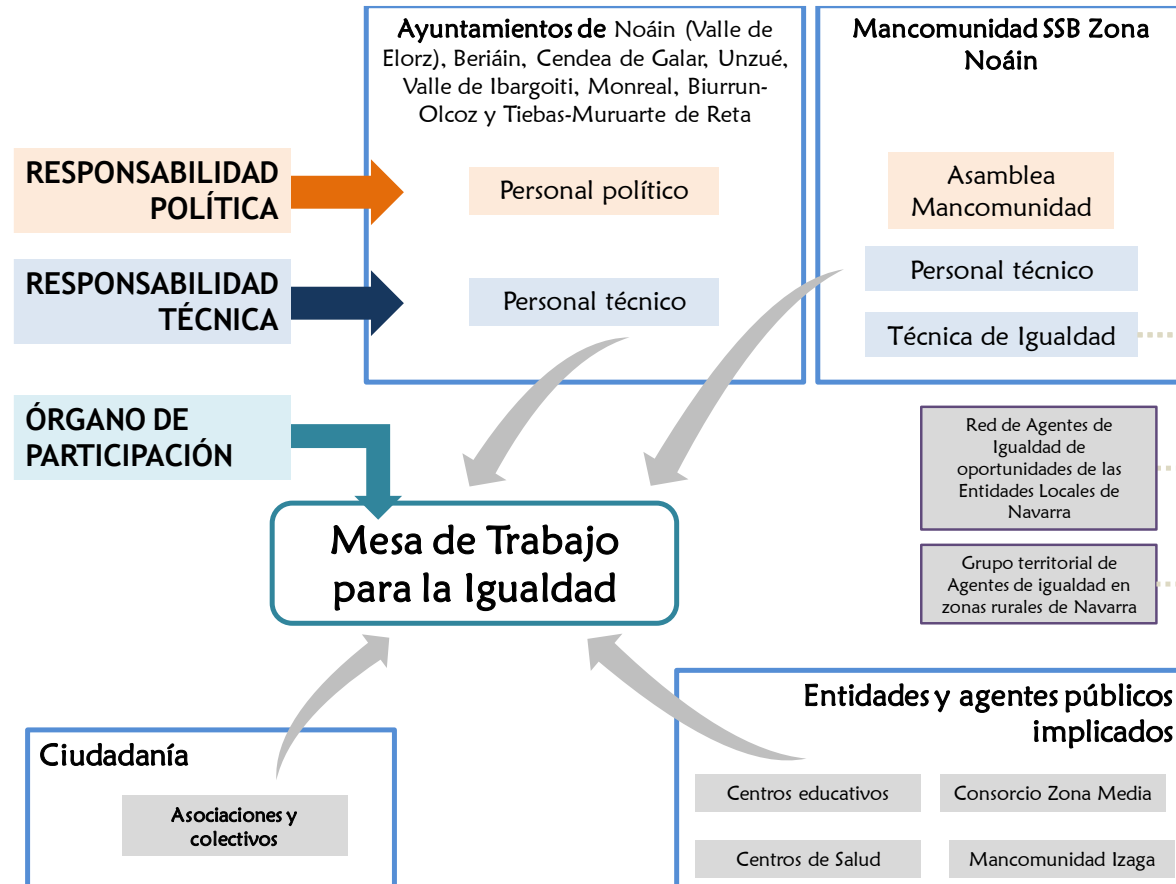 Ayuntamientos de Noáin (Valle de
Elorz), Beriáin, Cendea de Galar, Unzué,
Valle de Ibargoiti, Monreal, Biurrun-
Olcoz y Tiebas-Muruarte de Reta
Mancomunidad SSB Zona
Noáin
RESPONSABILIDAD
POLÍTICA
Personal político
Asamblea
Mancomunidad
RESPONSABILIDAD
TÉCNICA
Personal técnico
Personal técnico
Técnica de Igualdad
ÓRGANO DE
PARTICIPACIÓN
Red de Agentes de
Igualdad de
oportunidades de las
Entidades Locales de
Navarra
Mesa de Trabajo
para la Igualdad
Grupo territorial de
Agentes de igualdad en
zonas rurales de Navarra
Ciudadanía
Asociaciones y
colectivos
Entidades y agentes públicos
implicados
Centros educativos
Consorcio Zona Media
Centros de Salud
Mancomunidad Izaga